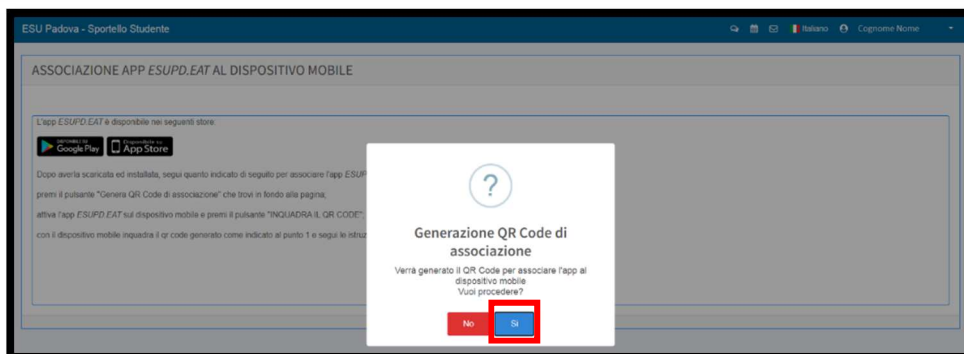 ESU Padova - Sportello Studente
Italiano
Cognome Nome
ASSOCIAZIONE APP ESUPD.EAT AL DISPOSITIVO MOBILE
L'app ESUPD.EAT è disponibile nei seguenti store:
DISPONIBILE SU
Google Play
Disponibile su
App Store
Dopo averla scaricata ed installata, segui quanto indicato di seguito per associare l'app ESUP
premi il pulsante "Genera QR Code di associazione" che trovi in fondo alla pagina;
attiva l'app ESUPD.EAT sul dispositivo mobile e premi il pulsante "INQUADRA IL QR CODE";
con il dispositivo mobile inquadra il qr code generato come indicato al punto 1 e segui le istruz
?
Generazione QR Code di
associazione
Verrà generato il QR Code per associare l'app al
dispositivo mobile
Vuoi procedere?
No
Si